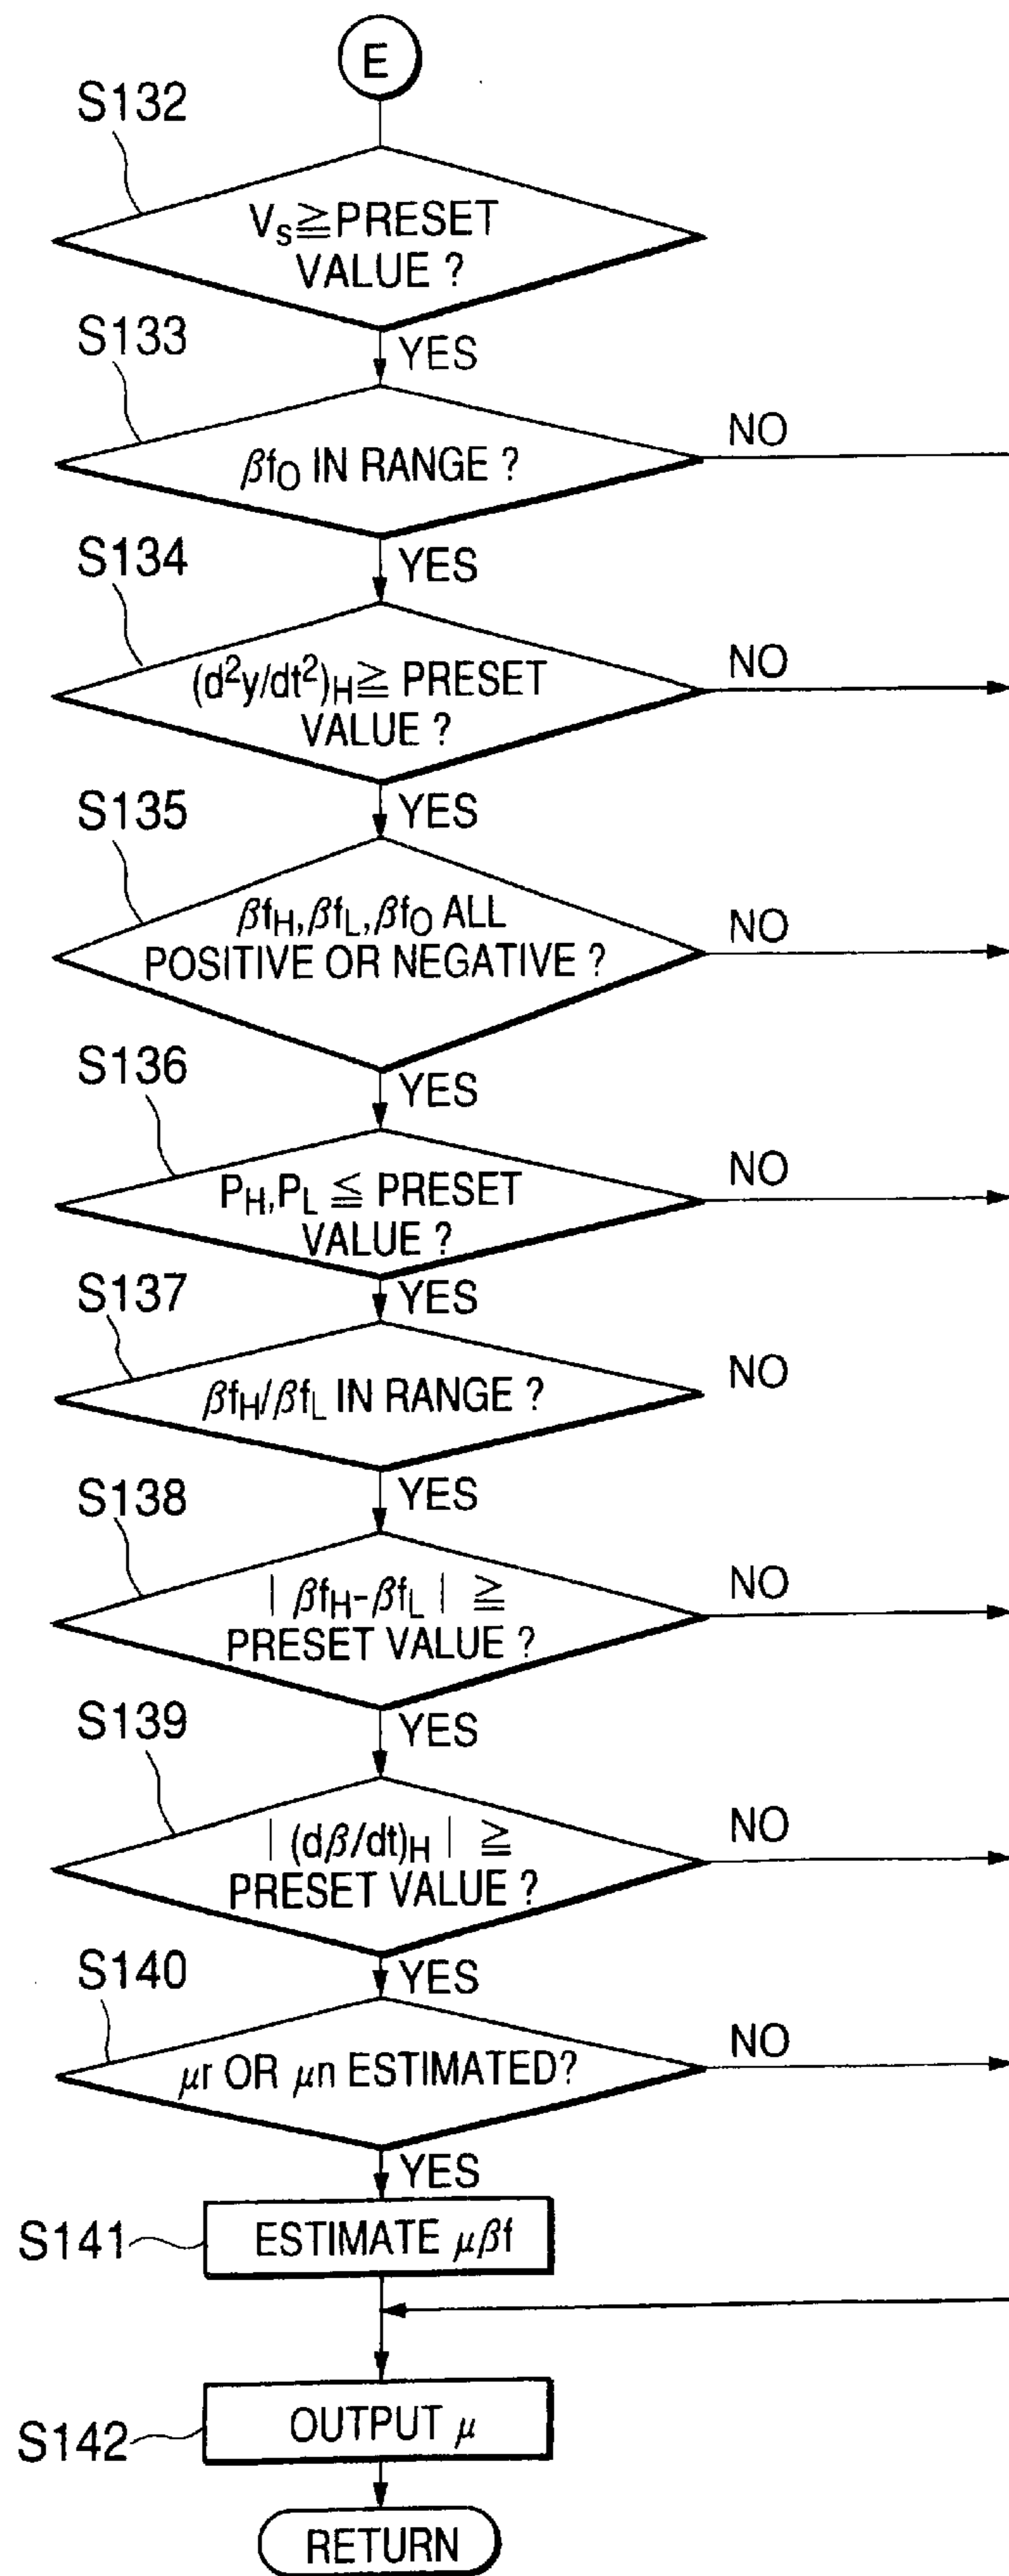 E
S132
Vs≧PRESET
VALUE ?
YES
S133
βfO IN RANGE ?
NO
YES
S134
(d²y/dt²)H≧ PRESET
VALUE ?
NO
YES
S135
βfH,βfL,βfO ALL
POSITIVE OR NEGATIVE ?
NO
YES
S136
PH,PL ≦ PRESET
VALUE ?
NO
YES
S137
βfH/βfL IN RANGE ?
NO
YES
S138
| βfH-βfL | ≧
PRESET VALUE ?
NO
YES
S139
| (dβ/dt)H | ≧
PRESET VALUE ?
NO
YES
S140
μr OR μn ESTIMATED?
NO
YES
S141
ESTIMATE μβf
S142
OUTPUT μ
RETURN